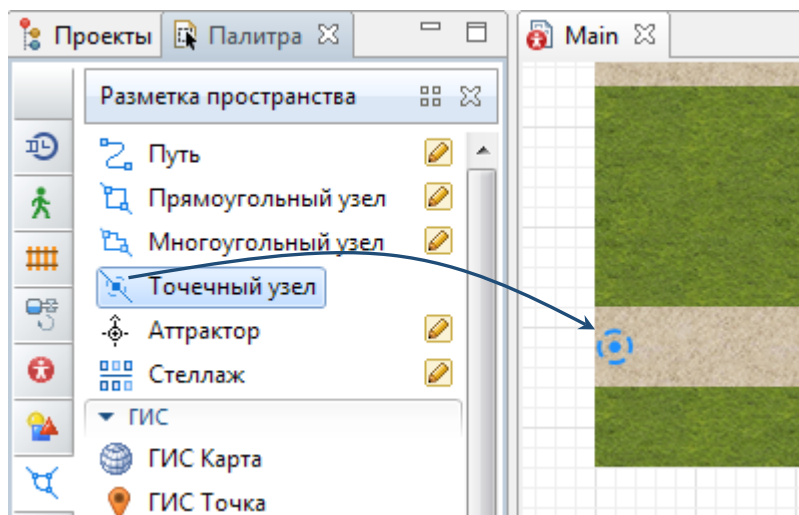 Проекты
Палитра
Main
Разметка пространства
Путь
Прямоугольный узел
Многоугольный узел
Точечный узел
Аттрактор
Стеллаж
ГИС
ГИС Карта
ГИС Точка